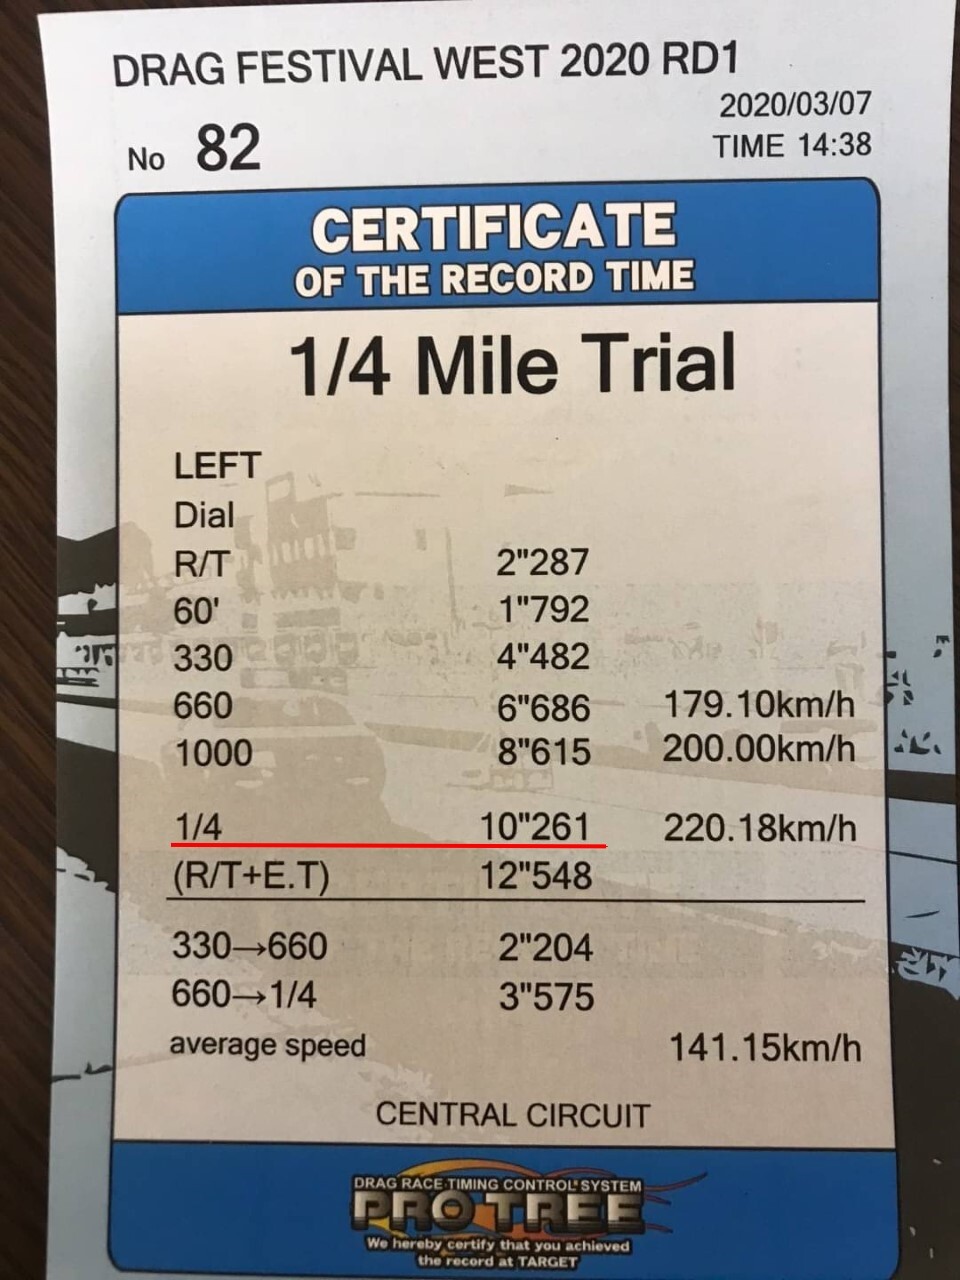 DRAG FESTIVAL WEST 2020 RD1
2020/03/07
No 82 TIME 14:38
CERTIFICATE
OF THE RECORD TIME
1/4 Mile Trial
LEFT
Dial
R/T 2"287
60' 1"792
330 4"482
660 6"686 179.10km/h
1000 8"615 200.00km/h
1/4 10"261 220.18km/h
(R/T+E.T) 12"548
330→660 2"204
660→1/4 3"575
average speed 141.15km/h
CENTRAL CIRCUIT
DRAG RACE TIMING CONTROL SYSTEM
PRO TREE
We hereby certify that you achieved
the record at TARGET